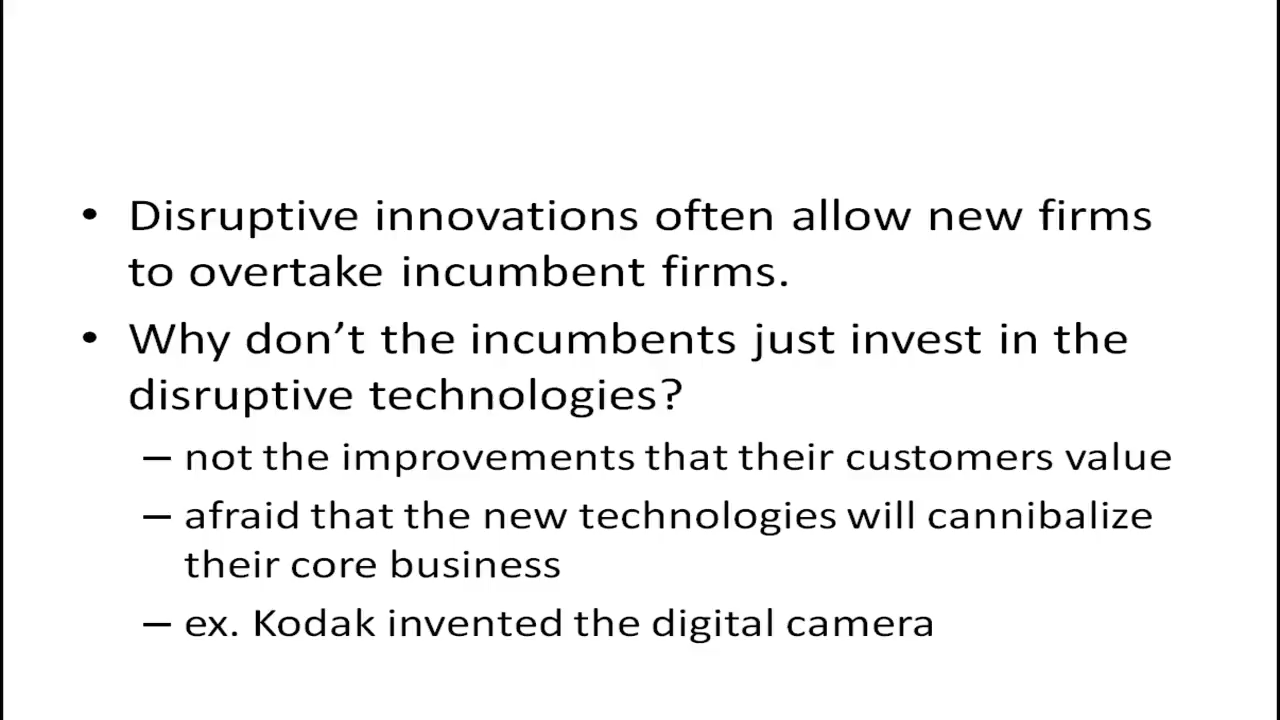 • Disruptive innovations often allow new firms
to overtake incumbent firms.
• Why don’t the incumbents just invest in the
disruptive technologies?
– not the improvements that their customers value
– afraid that the new technologies will cannibalize
their core business
– ex. Kodak invented the digital camera